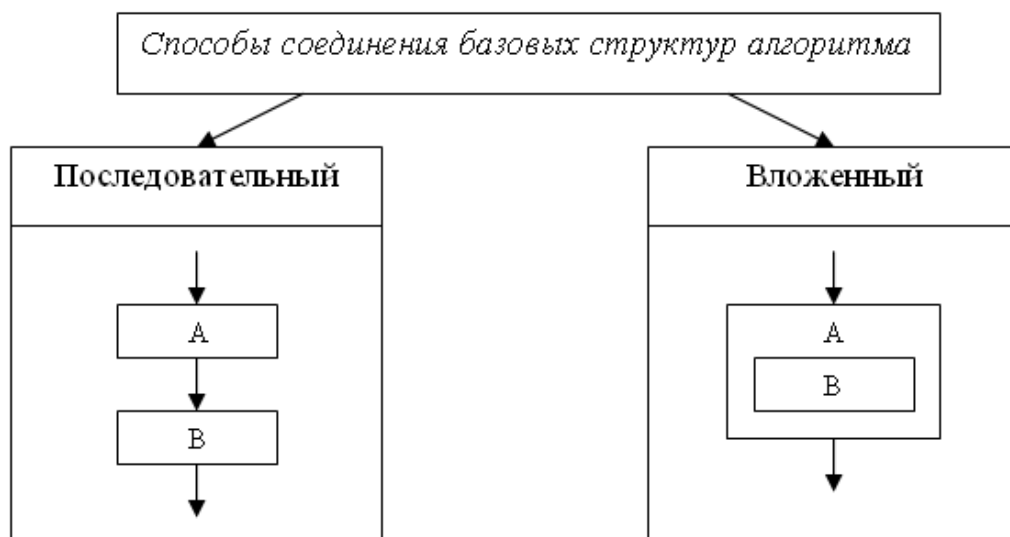 Способы соединения базовых структур алгоритма
Последовательный
Вложенный
A
B
A
B